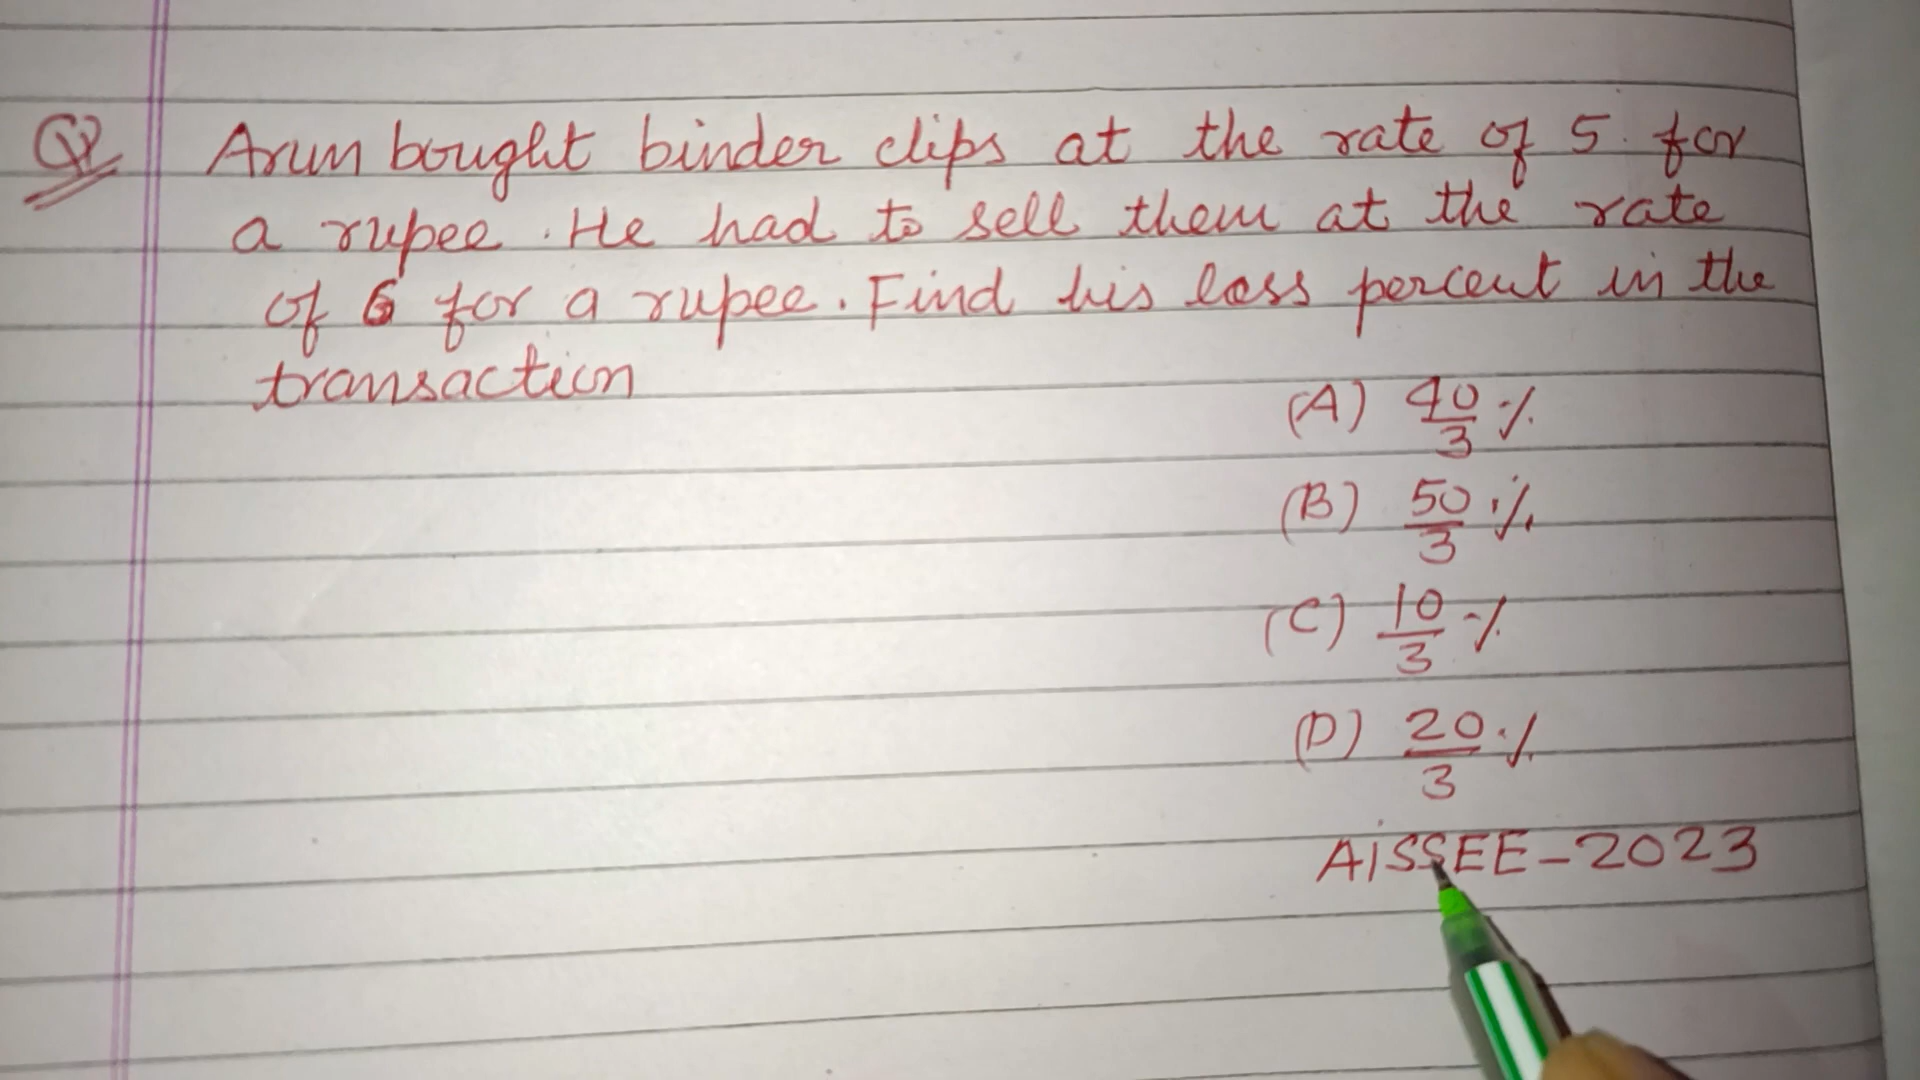 Q Arun bought binder clips at the rate of 5 for
a rupee. He had to sell them at the rate
of 6 for a rupee. Find his loss percent in the
transaction
(A) 40/3 %
(B) 50/3 %
(C) 10/3 %
(D) 20/3 %
AISSEE-2023